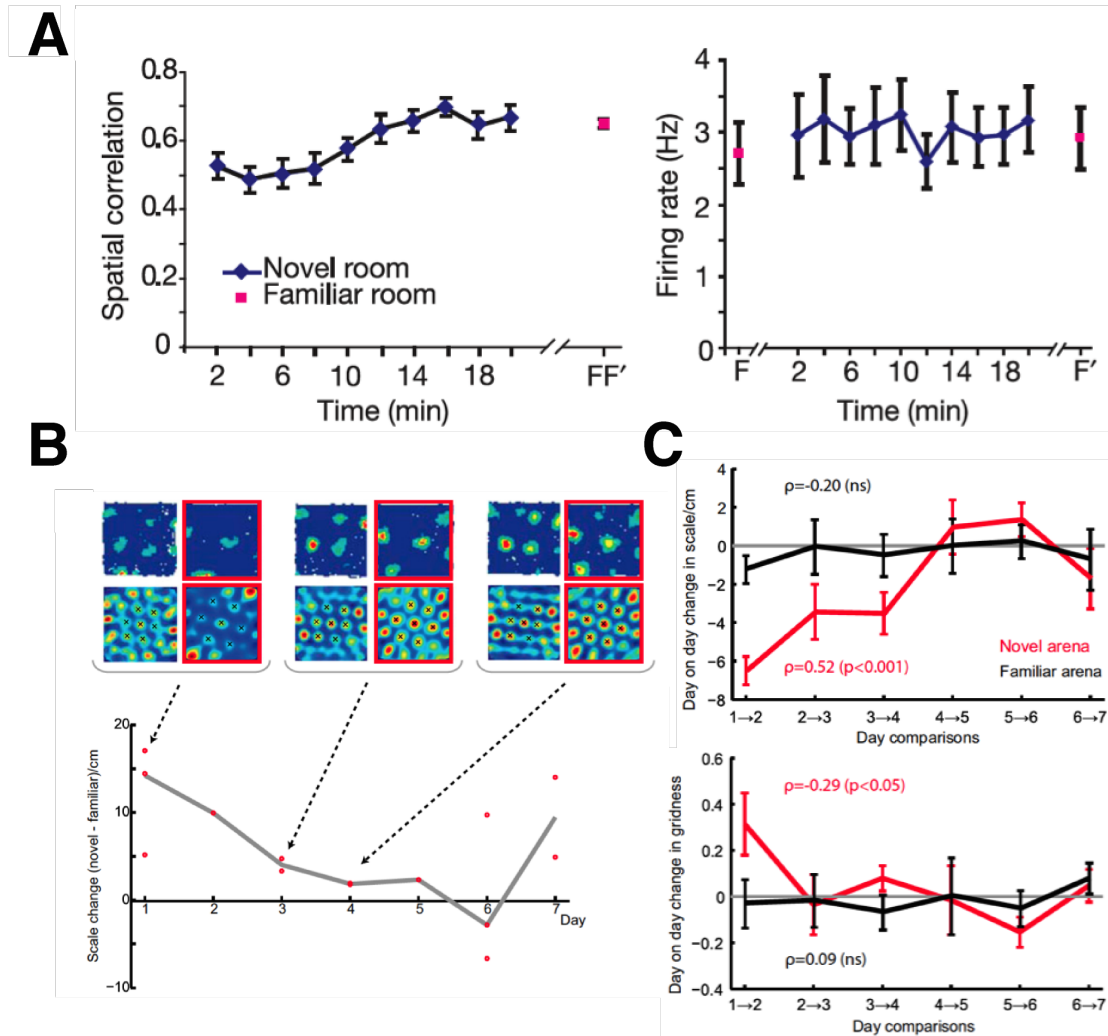 A
Spatial correlation
0.8
0.6
0.4
0.2
0
Novel room
Familiar room
2
6
10
14
18
FF′
Time (min)
Firing rate (Hz)
4
3
2
1
0
F
2
6
10
14
18
F′
Time (min)
B
Scale change (novel - familiar)/cm
20
10
0
−10
1
2
3
4
5
6
7
Day
C
Day on day change in scale/cm
4
2
0
−2
−4
−6
−8
ρ=-0.20 (ns)
ρ=0.52 (p<0.001)
Novel arena
Familiar arena
1→2
2→3
3→4
4→5
5→6
6→7
Day comparisons
Day on day change in gridness
0.6
0.4
0.2
0
−0.2
−0.4
ρ=-0.29 (p<0.05)
ρ=0.09 (ns)
1→2
2→3
3→4
4→5
5→6
6→7
Day comparisons